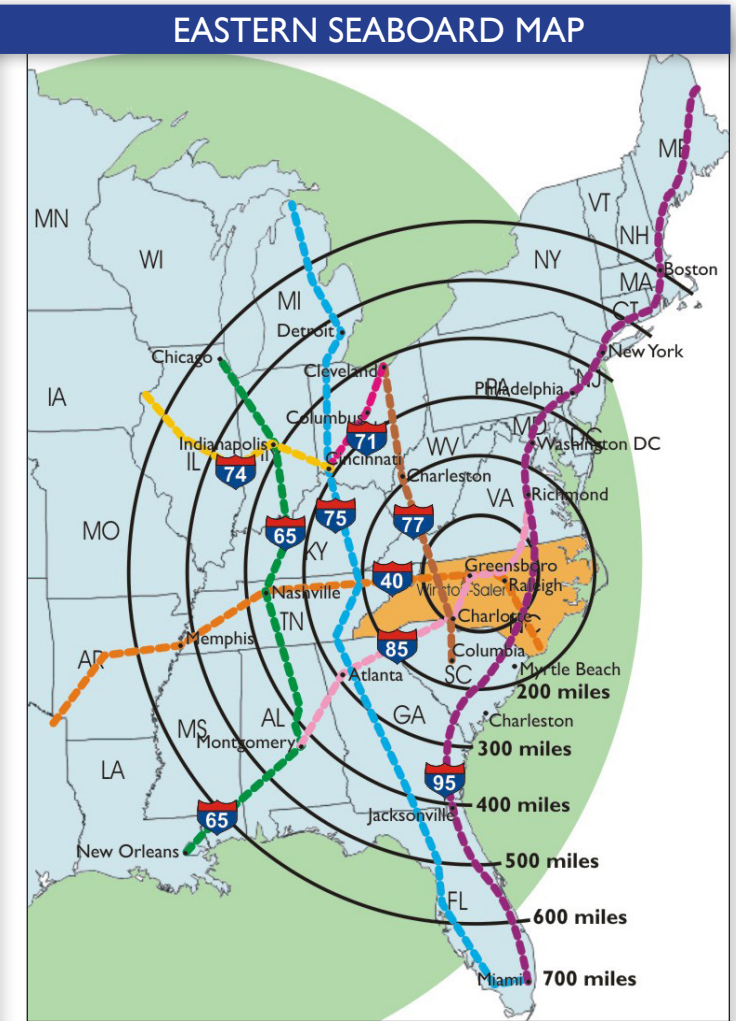 EASTERN SEABOARD MAP
ME
MN
VT
NH
WI
NY
Boston
MA
MI
CT
Detroit
New York
Chicago
Cleveland
Philadelphia
PA
NJ
IA
Columbus
MD
71
Washington DC
Indianapolis
WV
Cincinnati
IL
74
Charleston
VA
Richmond
75
77
MO
65
KY
Greensboro
40
Raleigh
Nashville
Charlotte
TN
Memphis
85
Columbia
AR
Myrtle Beach
SC
Atlanta
200 miles
GA
AL
Charleston
MS
Montgomery
300 miles
LA
95
400 miles
Jacksonville
65
New Orleans
500 miles
FL
600 miles
Miami
700 miles